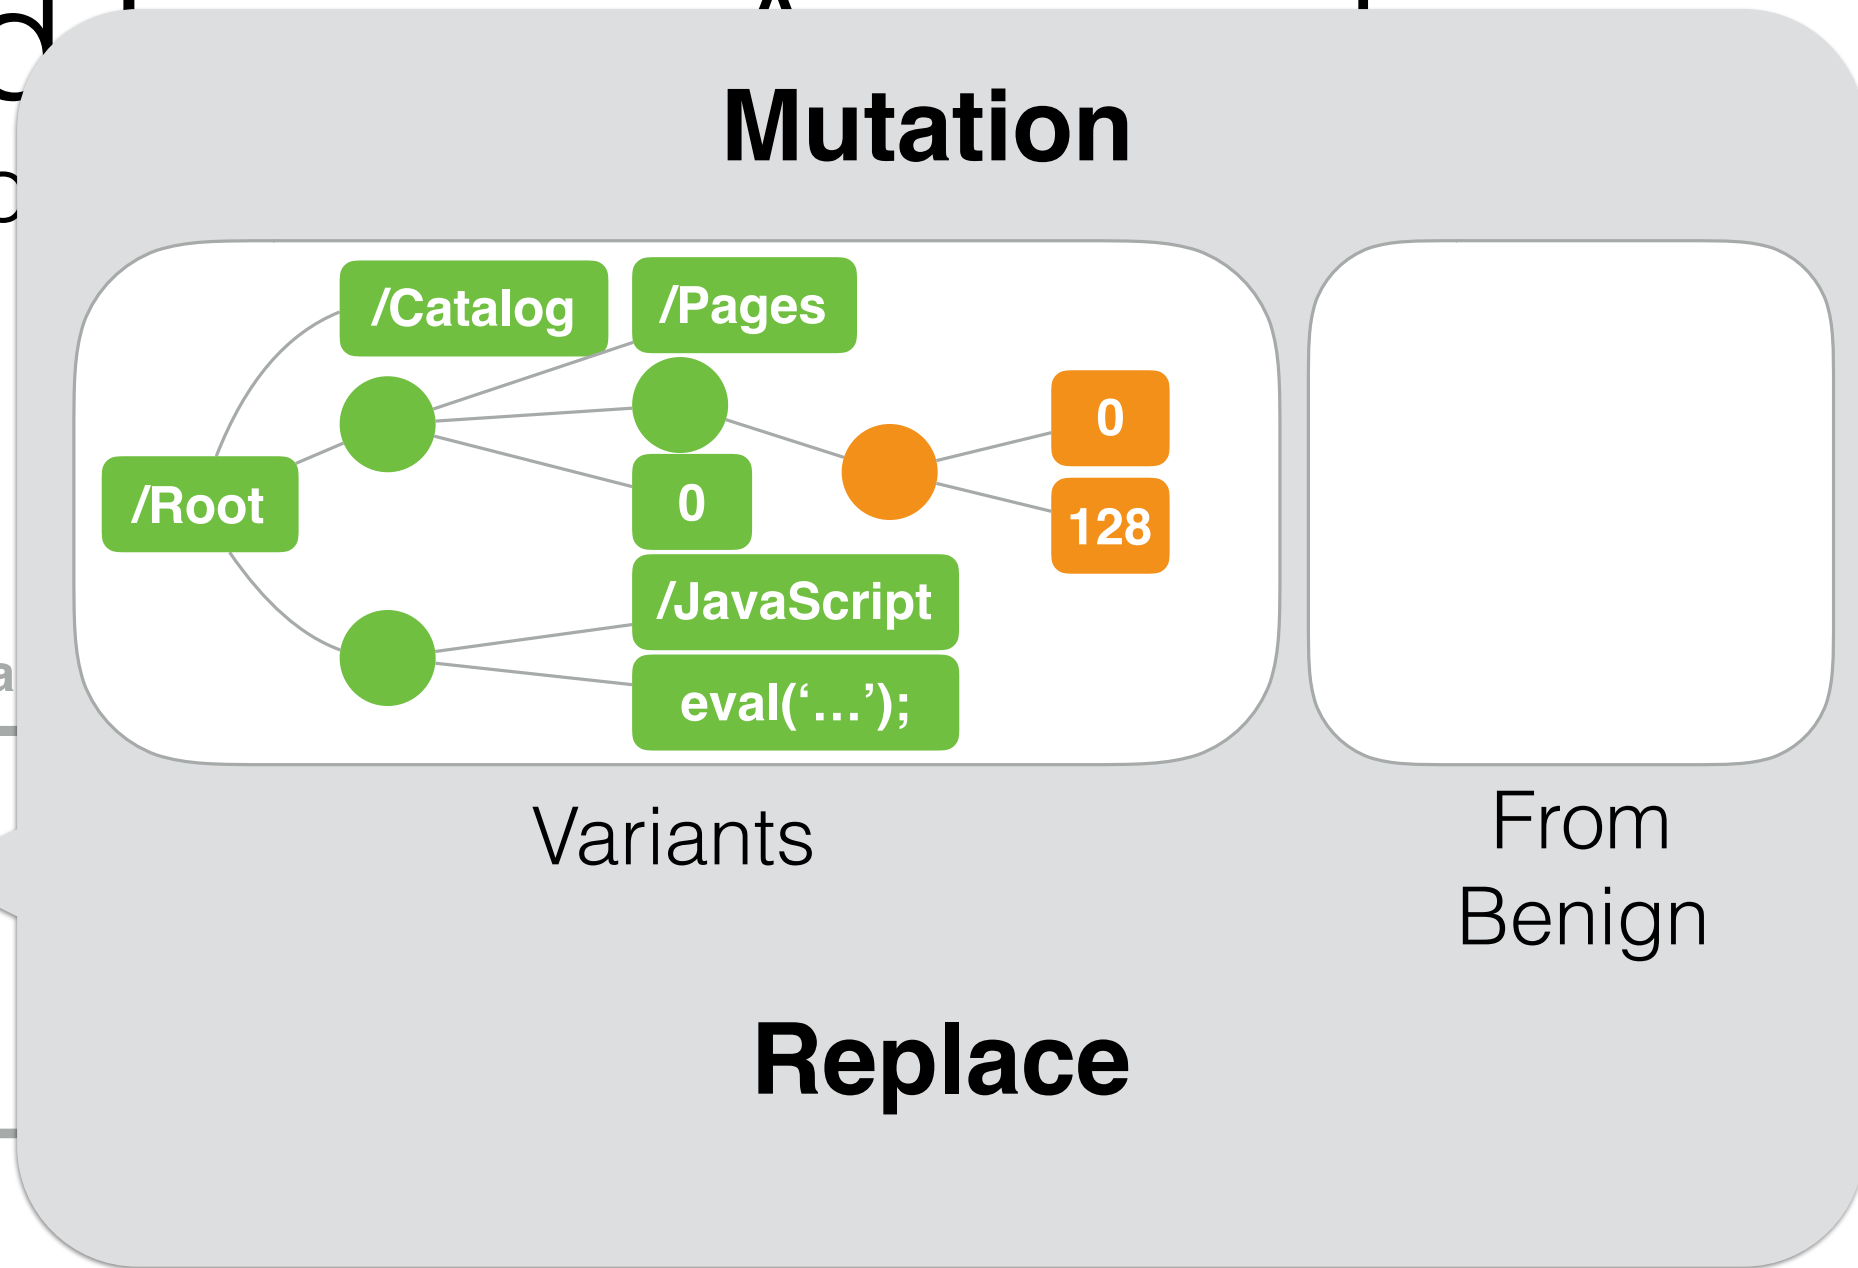 Mutation
/Catalog
/Pages
0
/Root
0
128
/JavaScript
eval(‘...’);
Variants
From
Benign
Replace